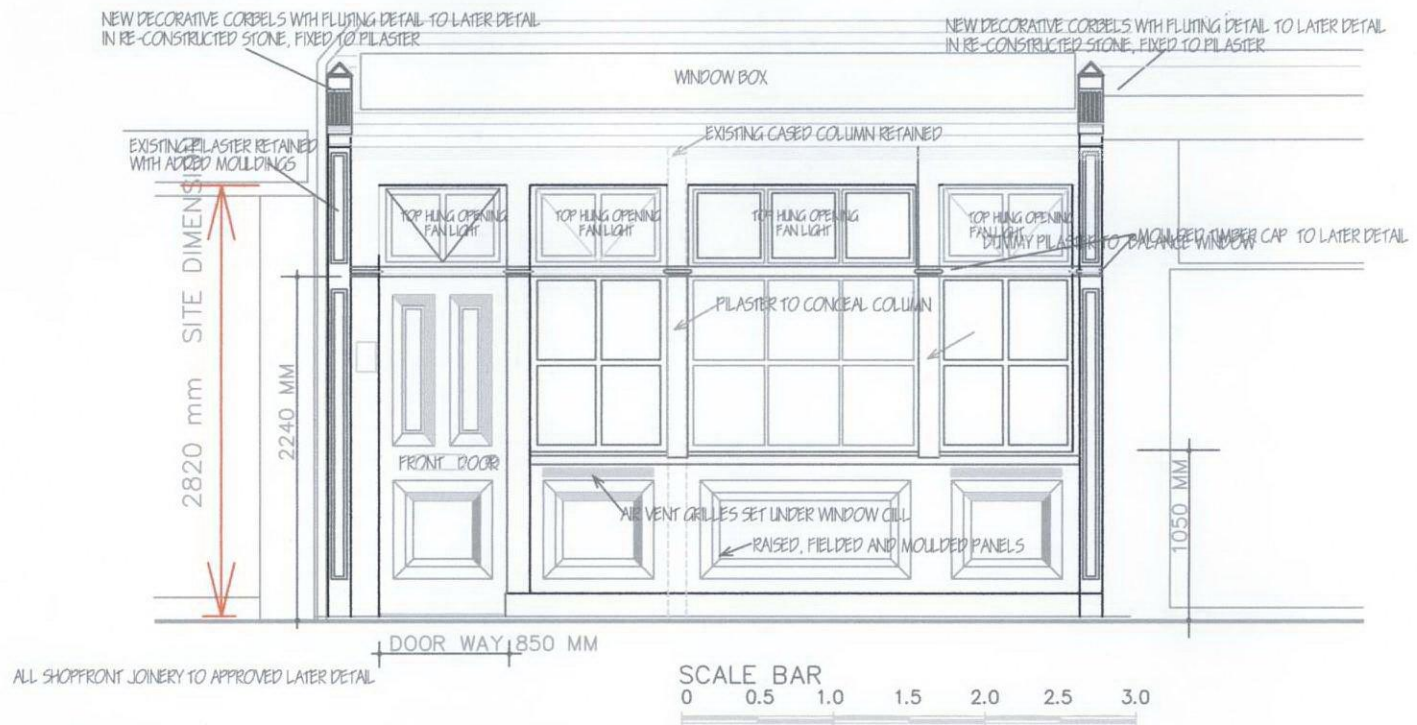 NEW DECORATIVE CORBELS WTH FLUTING DETAIL TO LATER DETAIL
IN RE-CONSTRUCTED STONE, FIXED TO PILASTER
NEW DECORATIVE CORBELS WTH FLUTING DETAIL TO LATER DETAIL
IN RE-CONSTRUCTED STONE, FIXED TO PILASTER
WINDOW BOX
EXISTING PILASTER RETAINED
WITH ADDED MOULDINGS
EXISTING CASED COLUMN RETAINED
TOP HUNG OPENING
FAN LIGHT
TOP HUNG OPENING
FAN LIGHT
TOP HUNG OPENING
FAN LIGHT
TOP HUNG OPENING
FAN LIGHT
DUMMY PILASTER TO BALANCE WINDOW
MOULDED TIMBER CAP TO LATER DETAIL
2820 mm SITE DIMENSION
2240 MM
PILASTER TO CONCEAL COLUMN
FRONT DOOR
AIR VENT GRILLES SET UNDER WINDOW CILL
RAISED, FIELDED AND MOULDED PANELS
1050 MM
DOOR WAY 850 MM
ALL SHOPFRONT JOINERY TO APPROVED LATER DETAIL
SCALE BAR
0 0.5 1.0 1.5 2.0 2.5 3.0